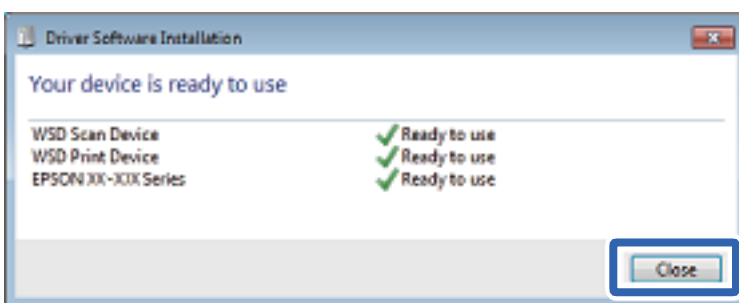 Driver Software Installation
Your device is ready to use
WSD Scan Device Ready to use
WSD Print Device Ready to use
EPSON XX-XXX Series Ready to use
Close